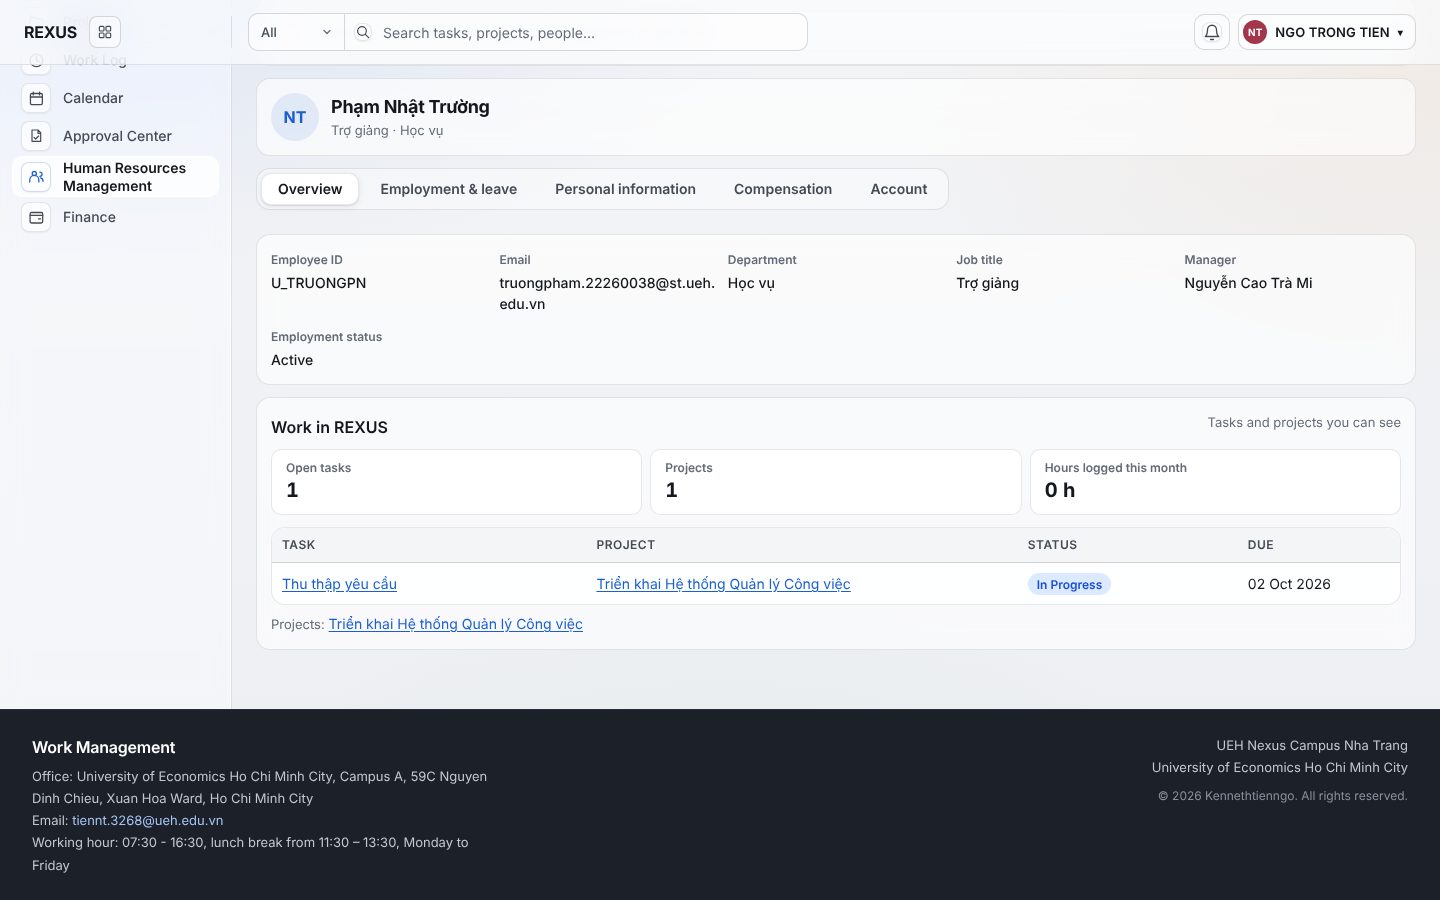 REXUS
All
Search tasks, projects, people...
NT
NGO TRONG TIEN
Work Log
Calendar
Approval Center
Human Resources
Management
Finance
NT
Phạm Nhật Trường
Trợ giảng · Học vụ
Overview
Employment & leave
Personal information
Compensation
Account
Employee ID
U_TRUONGPN
Email
truongpham.22260038@st.ueh.
edu.vn
Department
Học vụ
Job title
Trợ giảng
Manager
Nguyễn Cao Trà Mi
Employment status
Active
Work in REXUS
Tasks and projects you can see
Open tasks
1
Projects
1
Hours logged this month
0 h
TASK PROJECT STATUS DUE
Thu thập yêu cầu Triển khai Hệ thống Quản lý Công việc In Progress 02 Oct 2026
Projects: Triển khai Hệ thống Quản lý Công việc
Work Management
Office: University of Economics Ho Chi Minh City, Campus A, 59C Nguyen
Dinh Chieu, Xuan Hoa Ward, Ho Chi Minh City
Email: tiennt.3268@ueh.edu.vn
Working hour: 07:30 - 16:30, lunch break from 11:30 – 13:30, Monday to
Friday
UEH Nexus Campus Nha Trang
University of Economics Ho Chi Minh City
© 2026 Kennethtienngo. All rights reserved.